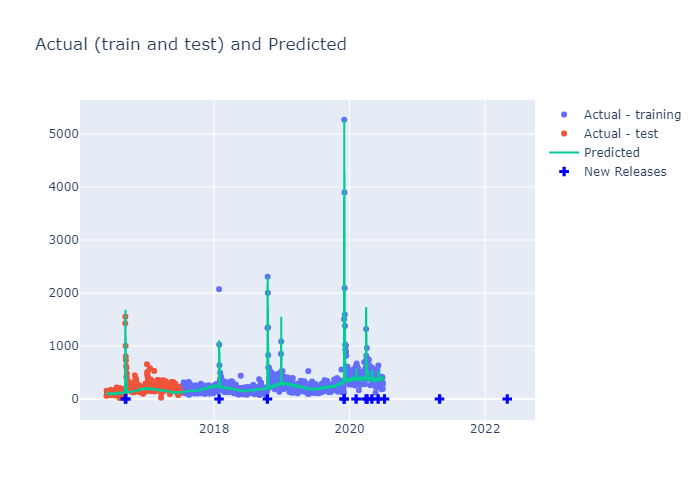 Actual (train and test) and Predicted
5000
4000
3000
2000
1000
0
2018
2020
2022
Actual - training
Actual - test
Predicted
New Releases